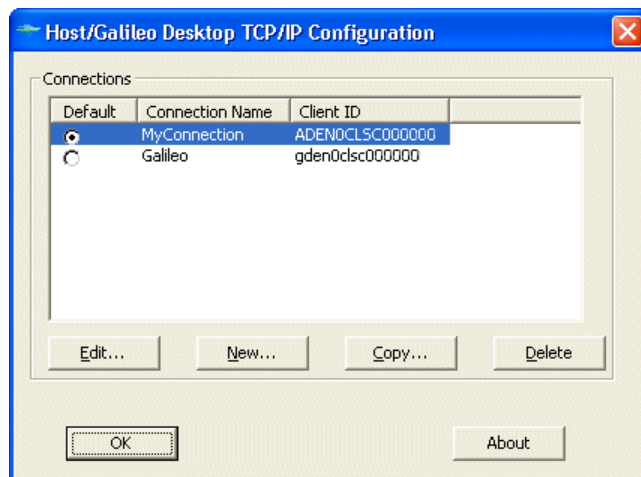 Host/Galileo Desktop TCP/IP Configuration
Connections
Default Connection Name Client ID
MyConnection ADEN0CLSC000000
Galileo gden0clsc000000
Edit... New... Copy... Delete
OK About